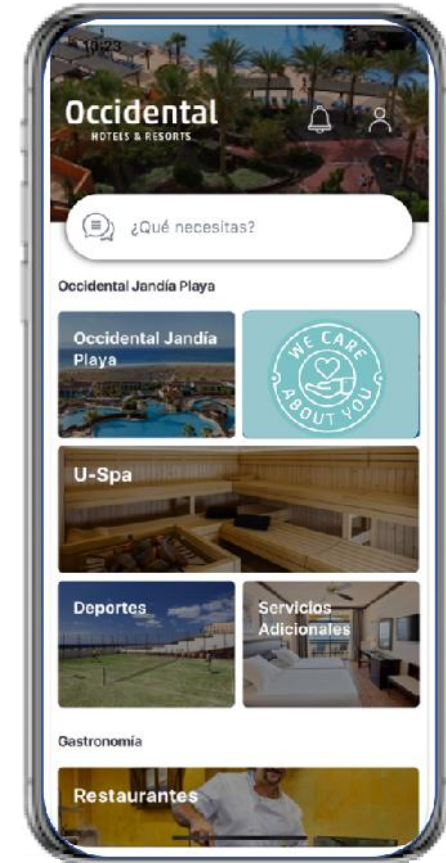 10:23
Occidental
HOTELS & RESORTS
¿Qué necesitas?
Occidental Jandía Playa
Occidental Jandía
Playa
WE CARE
ABOUT YOU
U-Spa
Deportes
Servicios
Adicionales
Gastronomía
Restaurantes